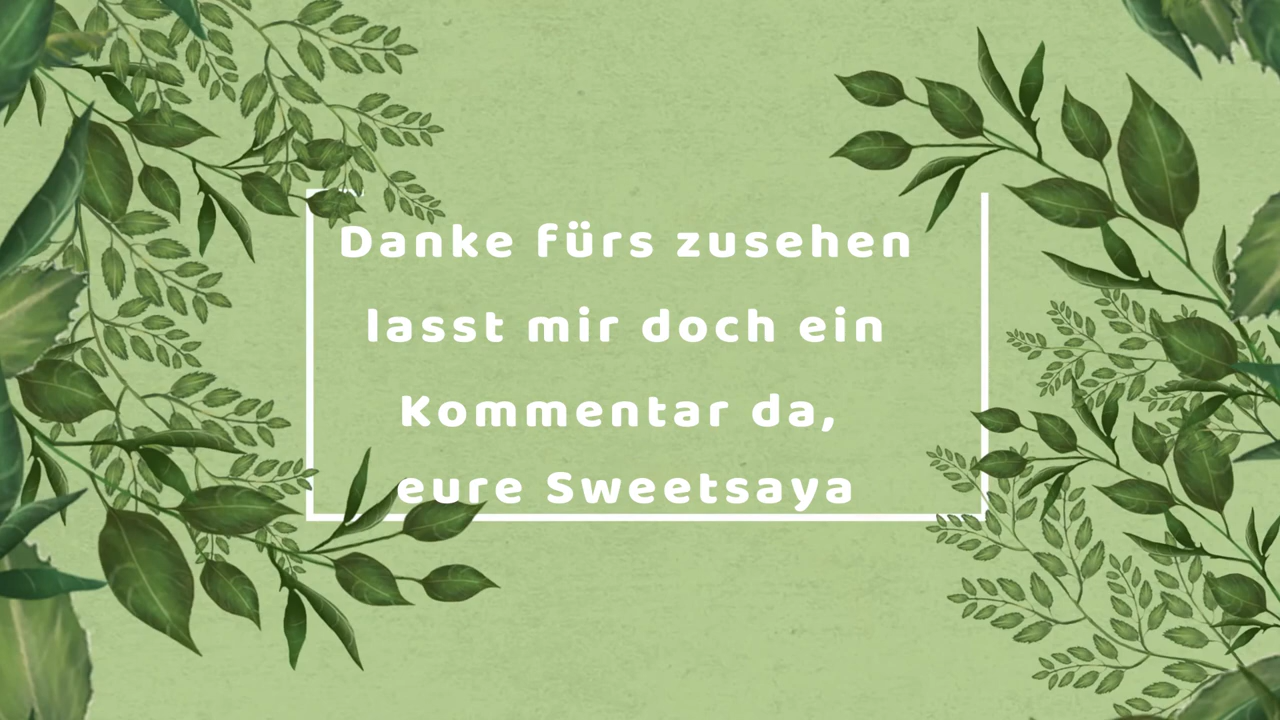 Danke fürs zusehen
lasst mir doch ein
Kommentar da,
eure Sweetsaya